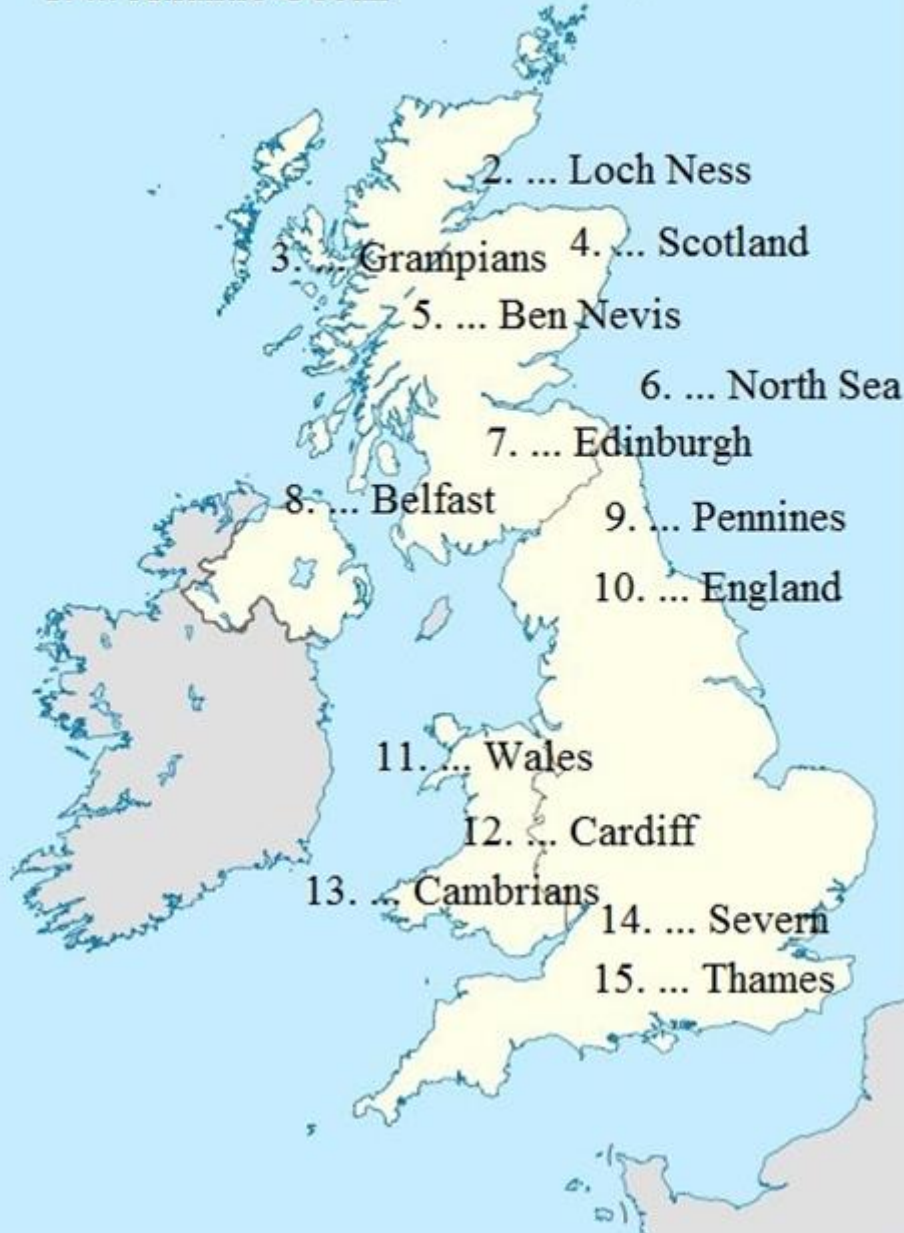 2. ... Loch Ness
3. ... Grampians
4. ... Scotland
5. ... Ben Nevis
6. ... North Sea
7. ... Edinburgh
8. ... Belfast
9. ... Pennines
10. ... England
11. ... Wales
12. ... Cardiff
13. ... Cambrians
14. ... Severn
15. ... Thames